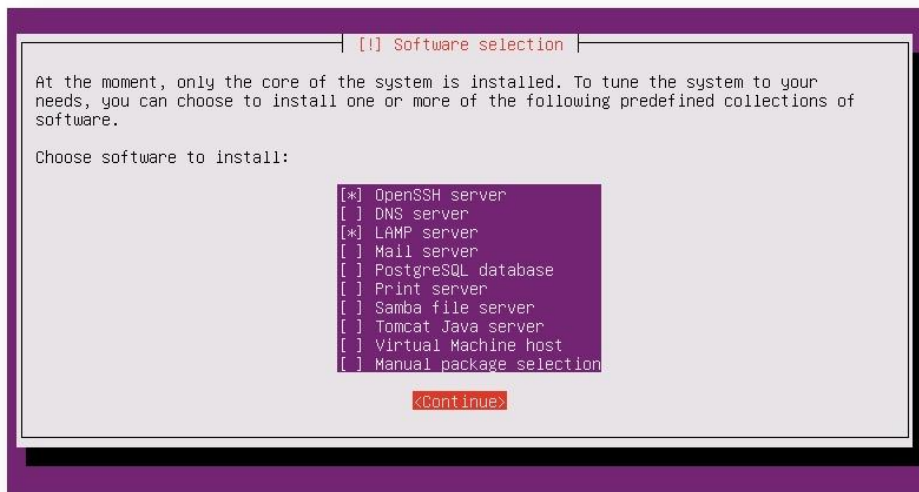 [!] Software selection
At the moment, only the core of the system is installed. To tune the system to your
needs, you can choose to install one or more of the following predefined collections of
software.
Choose software to install:
[*] OpenSSH server
[ ] DNS server
[*] LAMP server
[ ] Mail server
[ ] PostgreSQL database
[ ] Print server
[ ] Samba file server
[ ] Tomcat Java server
[ ] Virtual Machine host
[ ] Manual package selection
<Continue>